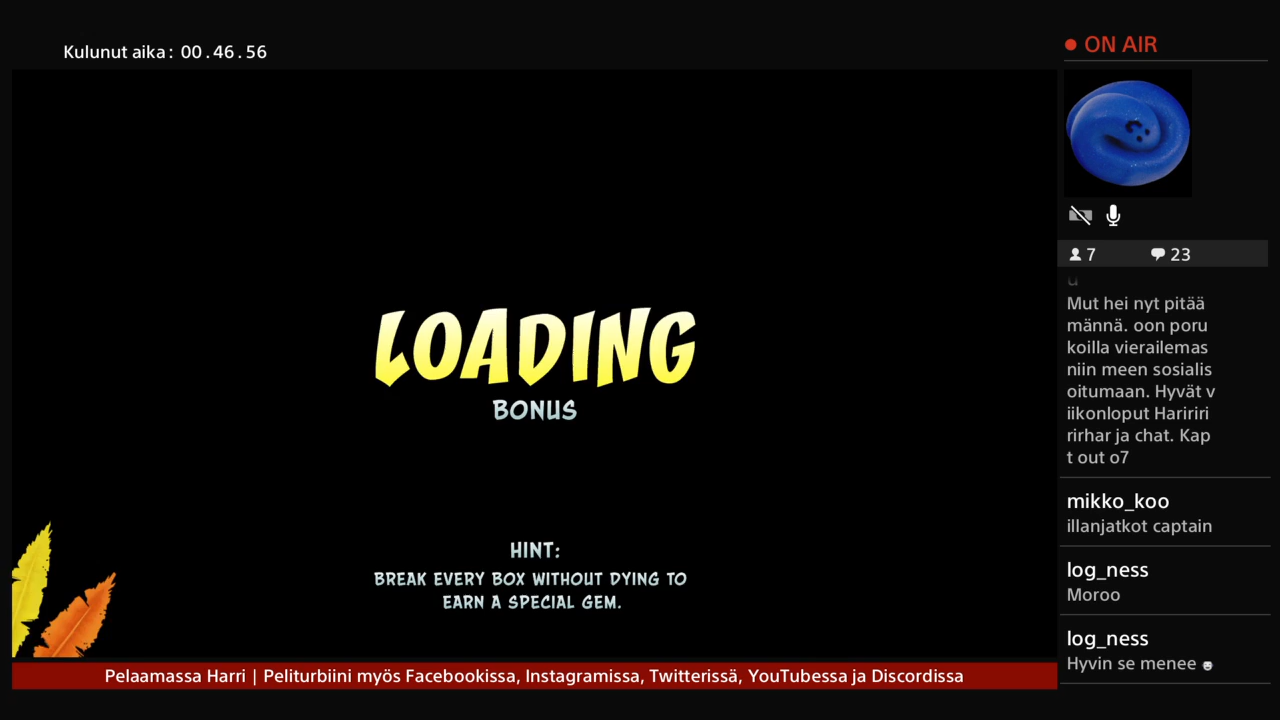 Kulunut aika: 00.46.56
ON AIR
7
23
u
Mut hei nyt pitää
männä. oon poru
koilla vierailemas
niin meen sosialis
oitumaan. Hyvät v
iikonloput Haririri
rirhar ja chat. Kap
t out o7
mikko_koo
illanjatkot captain
log_ness
Moroo
log_ness
Hyvin se menee
LOADING
BONUS
HINT:
BREAK EVERY BOX WITHOUT DYING TO
EARN A SPECIAL GEM.
Pelaamassa Harri | Peliturbiini myös Facebookissa, Instagramissa, Twitterissä, YouTubessa ja Discordissa